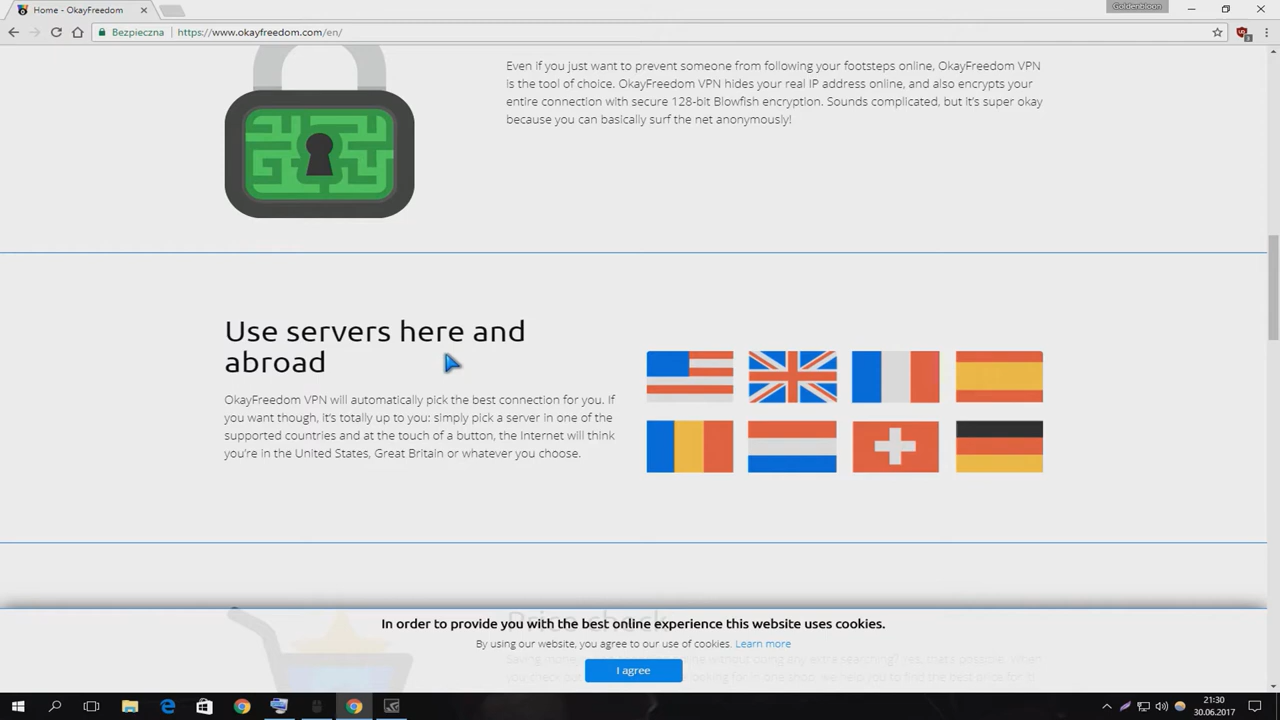 Home - OkayFreedom
Goldenbloon
Bezpieczna
https://www.okayfreedom.com/en/
Even if you just want to prevent someone from following your footsteps online, OkayFreedom VPN
is the tool of choice. OkayFreedom VPN hides your real IP address online, and also encrypts your
entire connection with secure 128-bit Blowfish encryption. Sounds complicated, but it's super okay
because you can basically surf the net anonymously!
Use servers here and
abroad
OkayFreedom VPN will automatically pick the best connection for you. If
you want though, it's totally up to you: simply pick a server in one of the
supported countries and at the touch of a button, the Internet will think
you're in the United States, Great Britain or whatever you choose.
In order to provide you with the best online experience this website uses cookies.
By using our website, you agree to our use of cookies. Learn more
I agree
21:30
30.06.2017